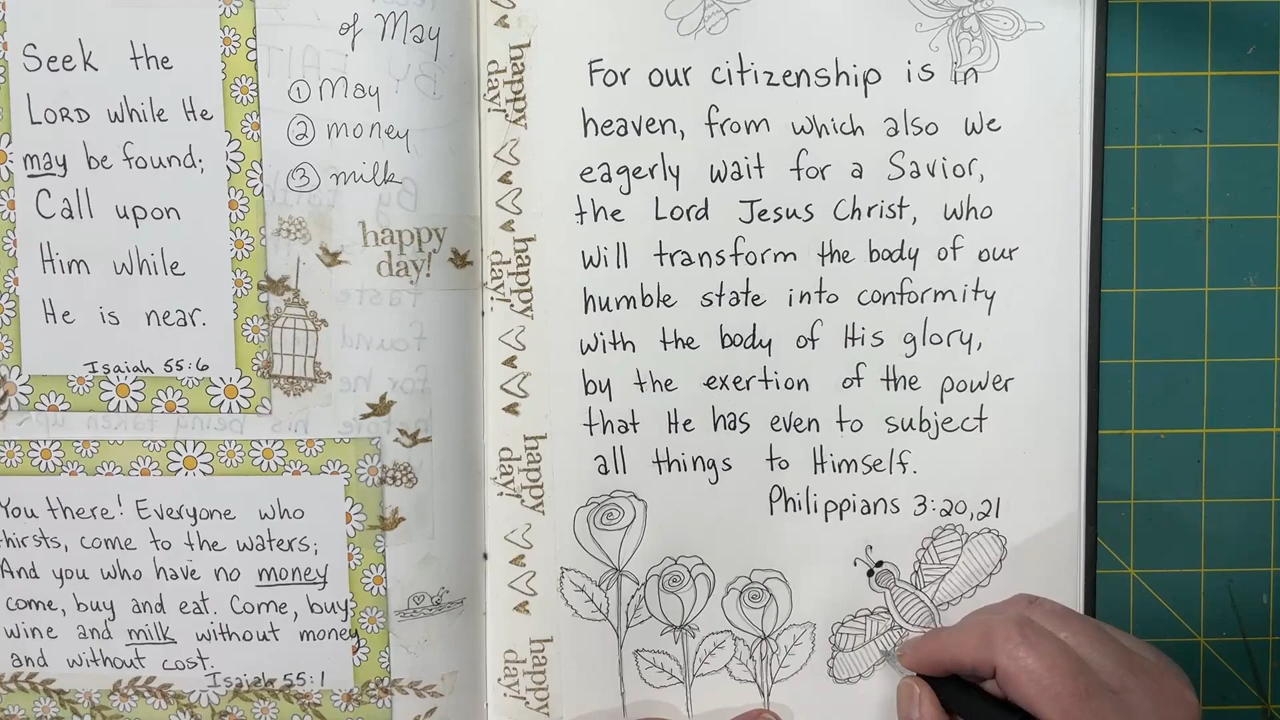 Seek the
LORD while He
may be found;
Call upon
Him while
He is near.
Isaiah 55:6
of May
① May
② money
③ milk
happy
day!
You there! Everyone who
thirsts, come to the waters;
And you who have no money
come, buy and eat. Come, buy
wine and milk without money
and without cost.
Isaiah 55:1
happy
day!
happy
day!
happy
day!
happy
day!
For our citizenship is in
heaven, from which also we
eagerly wait for a Savior,
the Lord Jesus Christ, who
will transform the body of our
humble state into conformity
with the body of His glory,
by the exertion of the power
that He has even to subject
all things to Himself.
Philippians 3:20,21